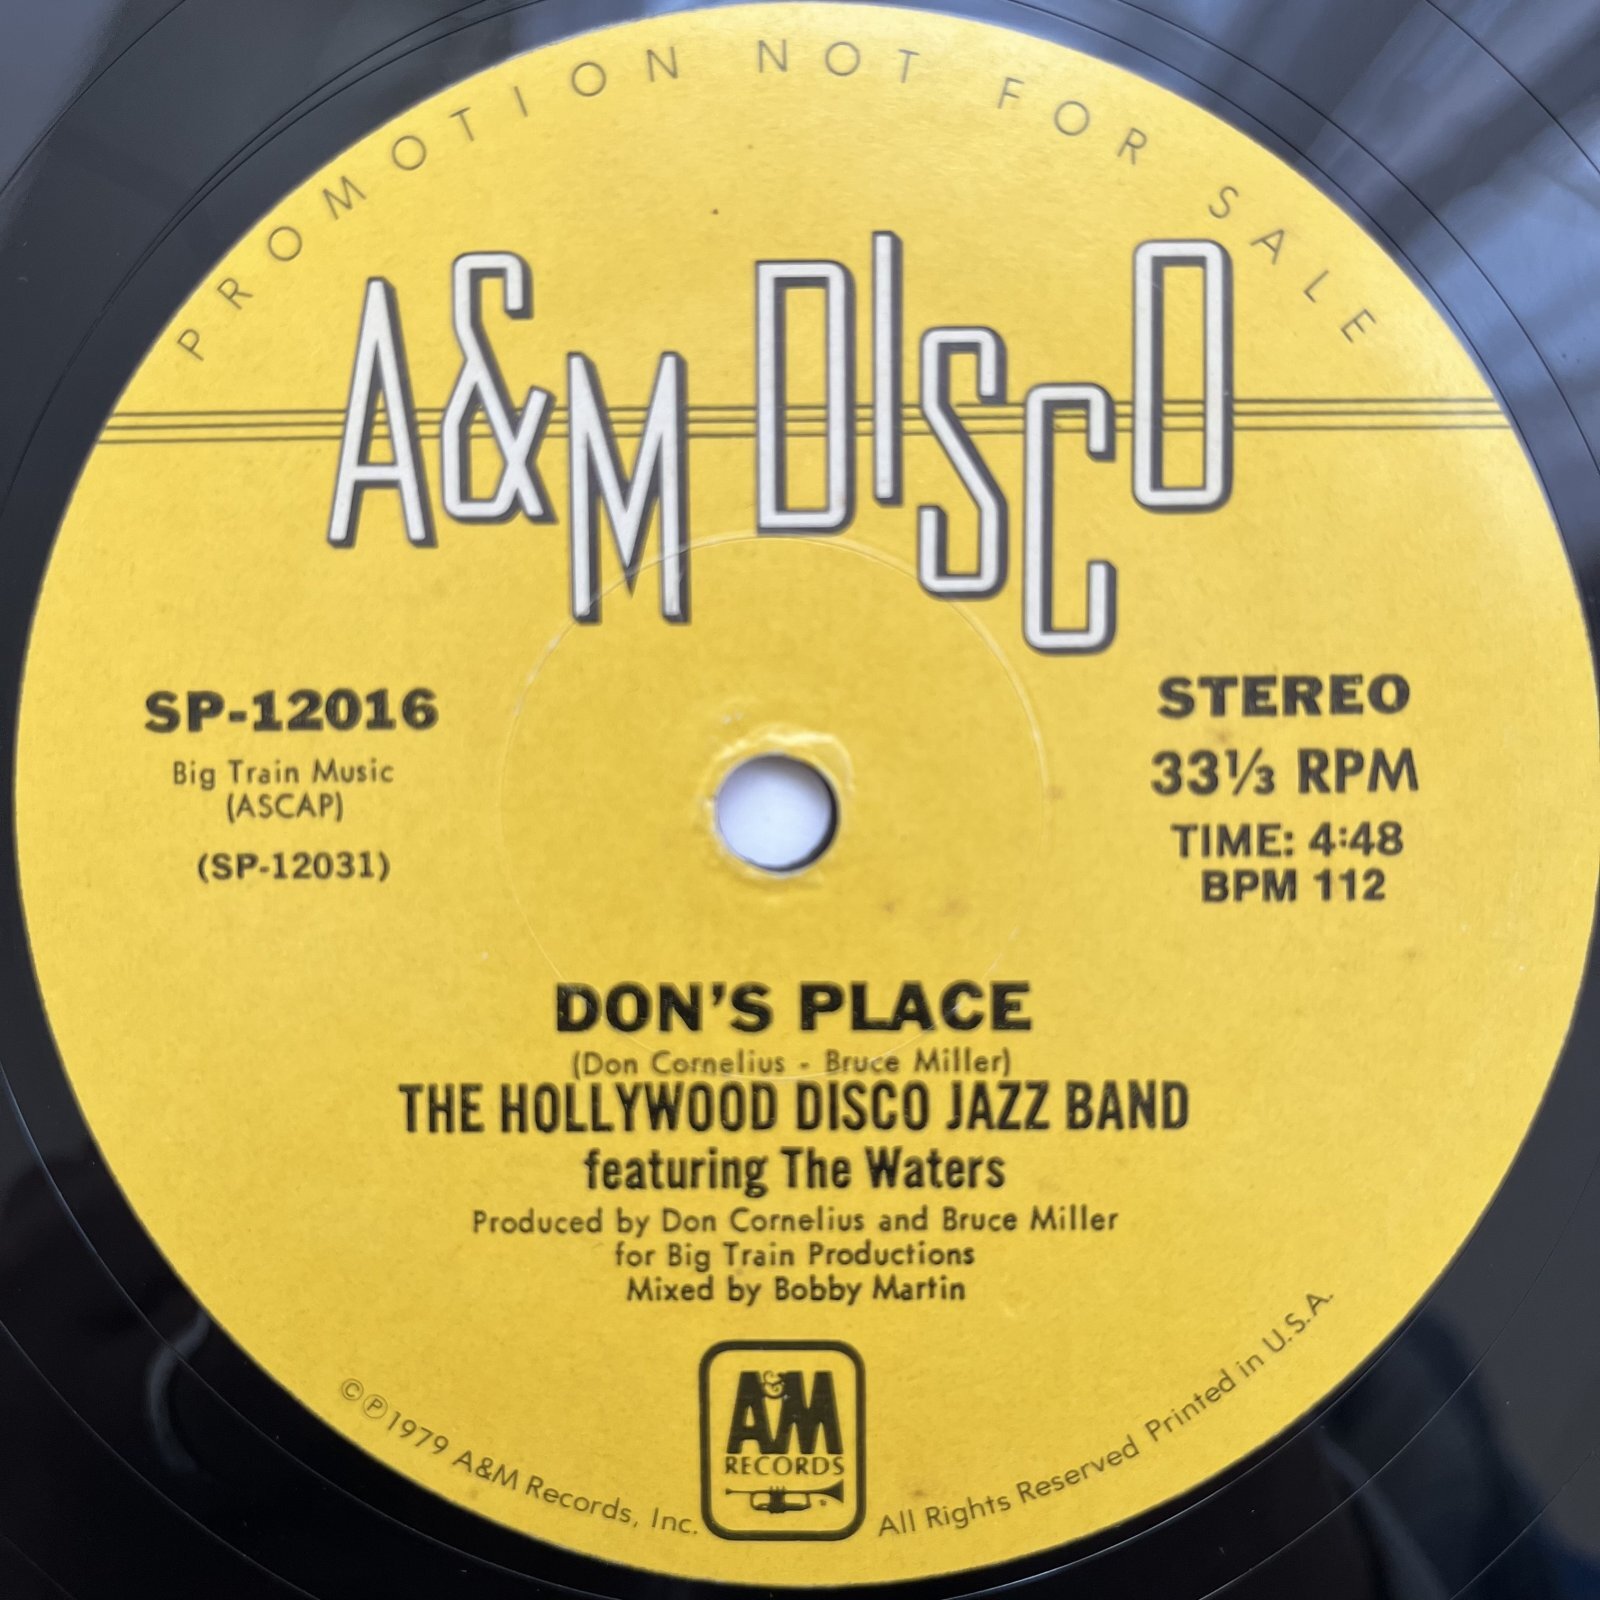 PROMOTION NOT FOR SALE
A&M DISCO
SP-12016
Big Train Music
(ASCAP)
(SP-12031)
STEREO
33⅓ RPM
TIME: 4:48
BPM 112
DON'S PLACE
(Don Cornelius - Bruce Miller)
THE HOLLYWOOD DISCO JAZZ BAND
featuring The Waters
Produced by Don Cornelius and Bruce Miller
for Big Train Productions
Mixed by Bobby Martin
A&M
RECORDS
®
©℗1979 A&M Records, Inc.
All Rights Reserved Printed in U.S.A.